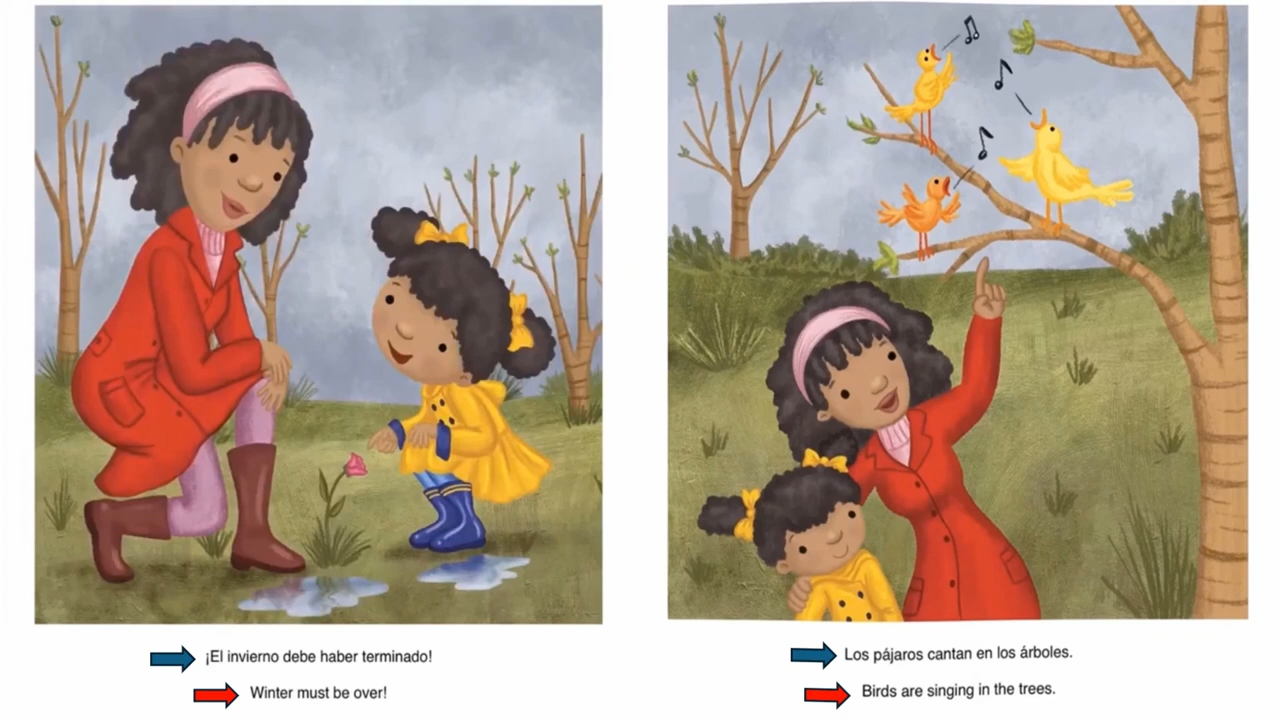 ¡El invierno debe haber terminado!
Winter must be over!
Los pájaros cantan en los árboles.
Birds are singing in the trees.